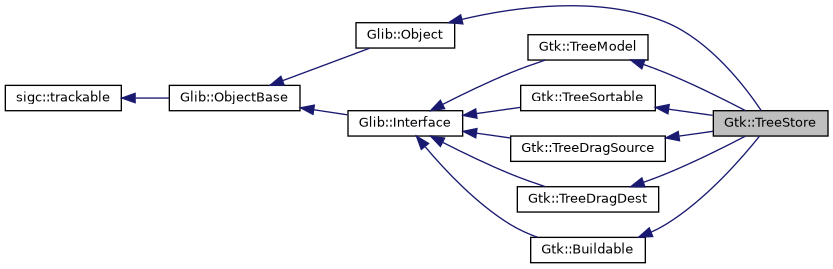 Glib::Object
Gtk::TreeModel
sigc::trackable
Glib::ObjectBase
Gtk::TreeSortable
Glib::Interface
Gtk::TreeStore
Gtk::TreeDragSource
Gtk::TreeDragDest
Gtk::Buildable